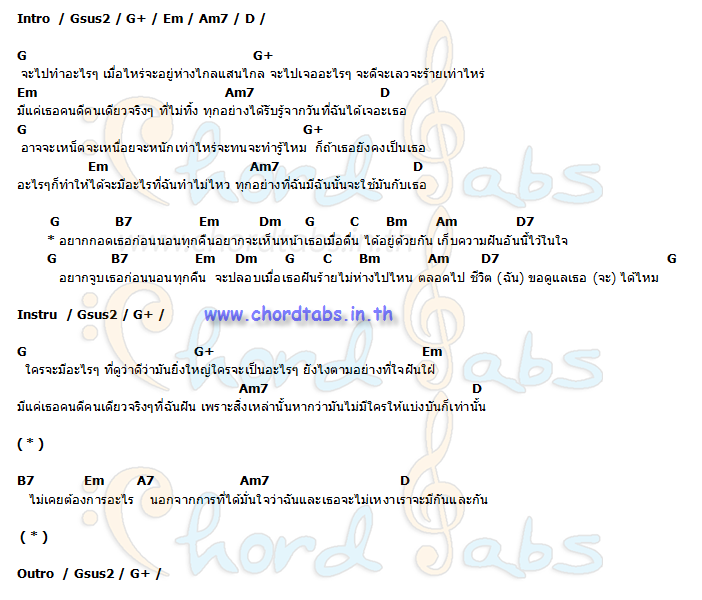 Intro / Gsus2 / G+ / Em / Am7 / D /
G G+
จะไปทำอะไรๆ เมื่อไหร่จะอยู่ห่างไกลแสนไกล จะไปเจออะไรๆ จะดีจะเลวจะร้ายเท่าไหร่
Em Am7 D
มีแค่เธอคนดีคนเดียวจริงๆ ที่ไม่ทิ้ง ทุกอย่างได้รับรู้จากวันที่ฉันได้เจอะเธอ
G G+
อาจจะเหน็ดจะเหนื่อยจะหนักเท่าไหร่จะทนจะทำรู้ไหม ก็ถ้าเธอยังคงเป็นเธอ
Em Am7 D
อะไรๆก็ทำให้ได้จะมีอะไรที่ฉันทำไม่ไหว ทุกอย่างที่ฉันมีฉันนั้นจะใช้มันกับเธอ
G B7 Em Dm G C Bm Am D7
* อยากกอดเธอก่อนนอนทุกคืนอยากจะเห็นหน้าเธอเมื่อตื่น ได้อยู่ด้วยกัน เก็บความฝันอันนี้ไว้ในใจ
G B7 Em Dm G C Bm Am D7 G
อยากจูบเธอก่อนนอนทุกคืน จะปลอบเมื่อเธอฝันร้ายไม่ห่างไปไหน ตลอดไป ชีวิต (ฉัน) ขอดูแลเธอ (จะ) ได้ไหม
Instru / Gsus2 / G+ / www.chordtabs.in.th
G G+ Em
ใครจะมีอะไรๆ ที่ดูว่าดีว่ามันยิ่งใหญ่ใครจะเป็นอะไรๆ ยังไงตามอย่างที่ใจฝันใฝ่
Am7 D
มีแค่เธอคนดีคนเดียวจริงๆที่ฉันฝัน เพราะสิ่งเหล่านั้นหากว่ามันไม่มีใครให้แบ่งบันก็เท่านั้น
( * )
B7 Em A7 Am7 D
ไม่เคยต้องการอะไร นอกจากการที่ได้มั่นใจว่าฉันและเธอจะไม่เหงาเราจะมีกันและกัน
( * )
Outro / Gsus2 / G+ /
Chord Tabs
Chord Tabs
Chord Tabs